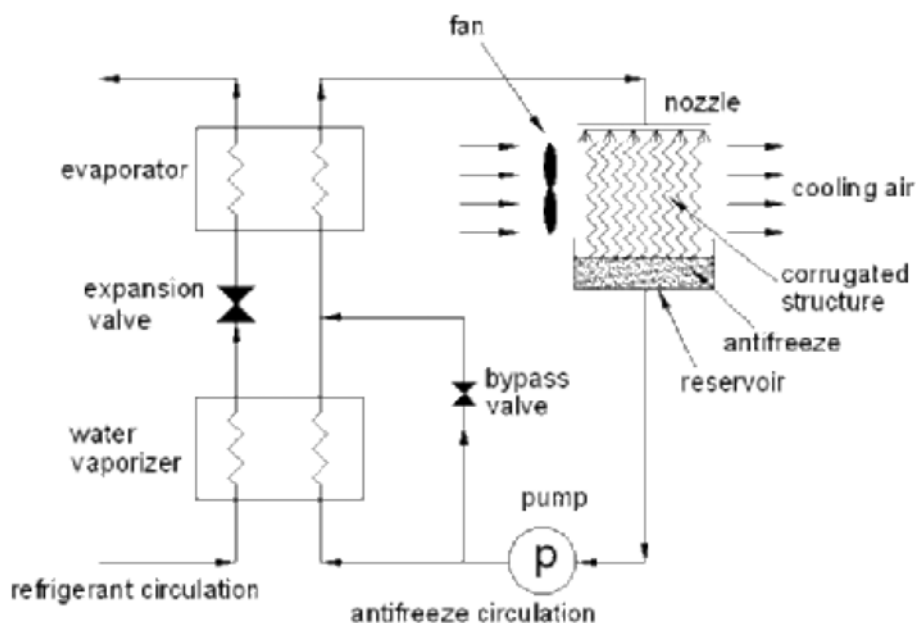 fan
nozzle
evaporator
cooling air
expansion
valve
corrugated
structure
antifreeze
reservoir
bypass
valve
water
vaporizer
pump
p
refrigerant circulation
antifreeze circulation